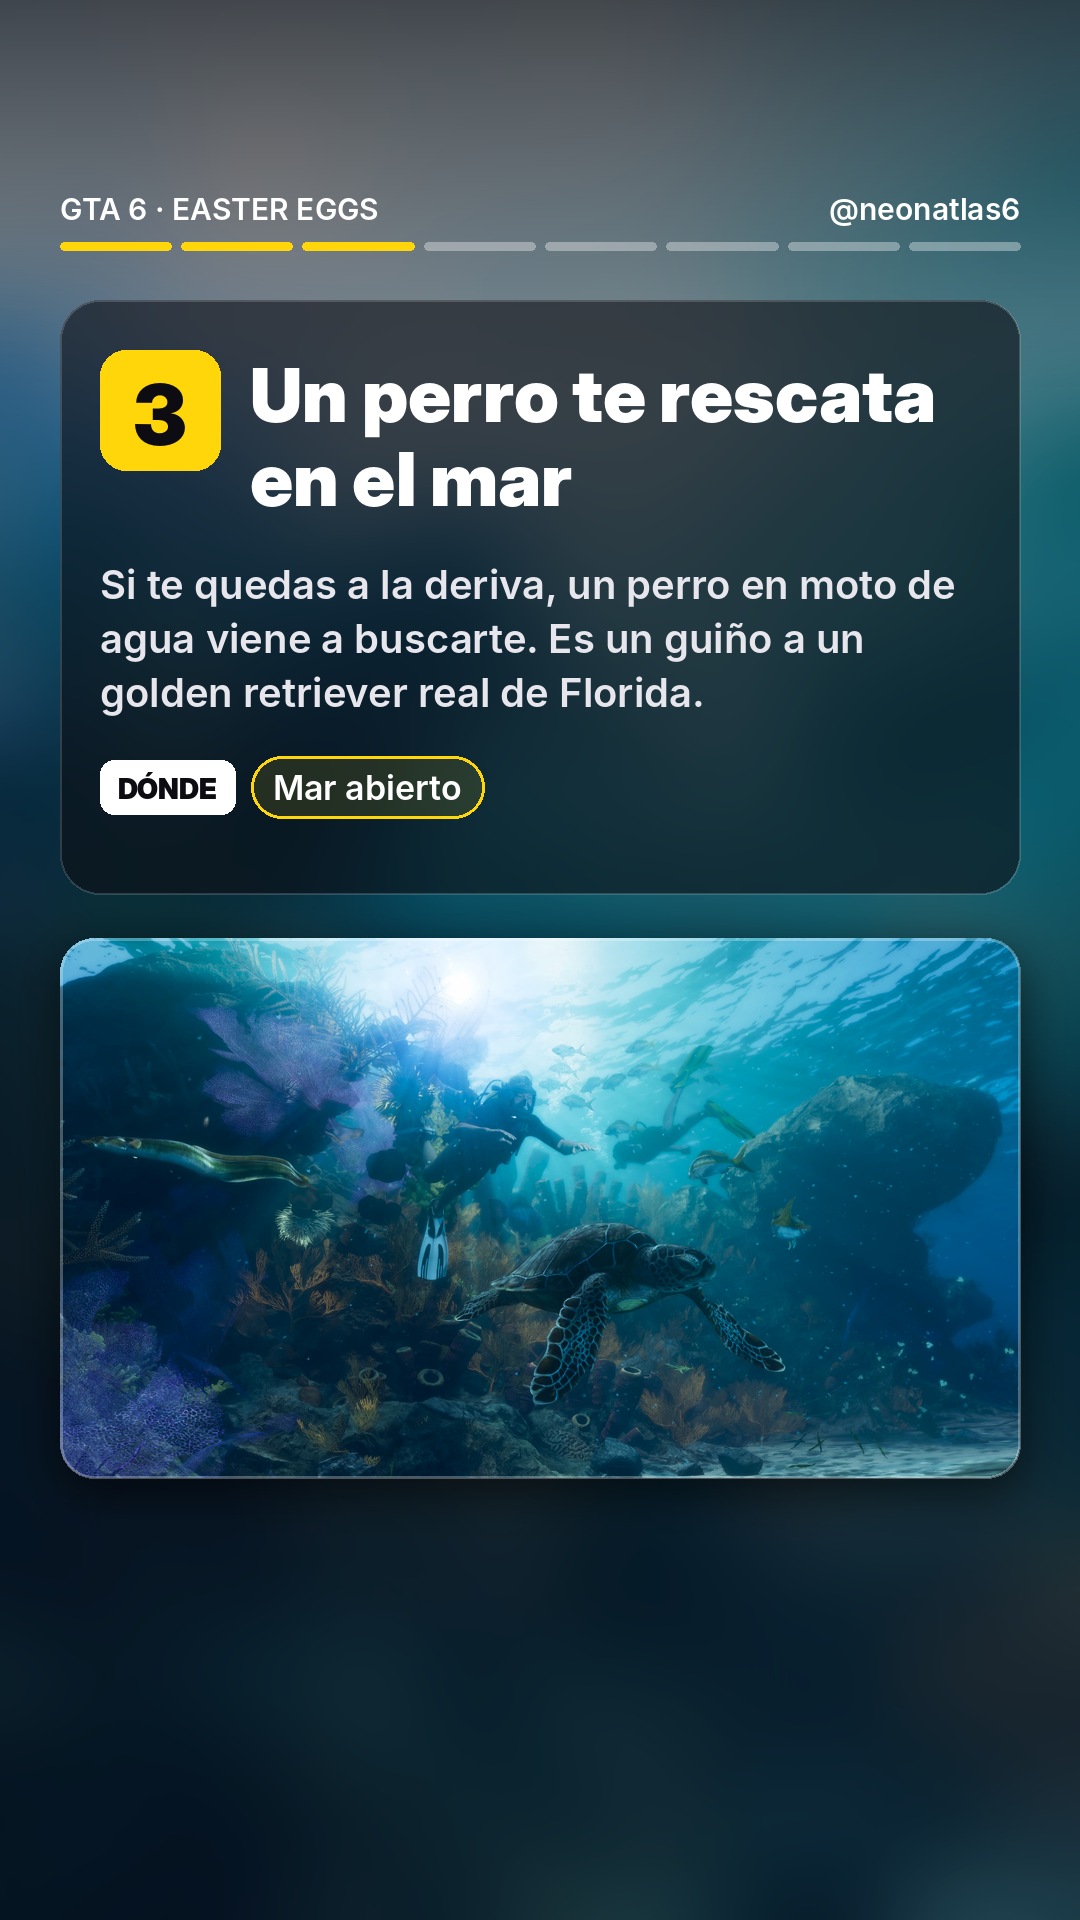 GTA 6 · EASTER EGGS
@neonatlas6
3
Un perro te rescata
en el mar
Si te quedas a la deriva, un perro en moto de
agua viene a buscarte. Es un guiño a un
golden retriever real de Florida.
DÓNDE
Mar abierto